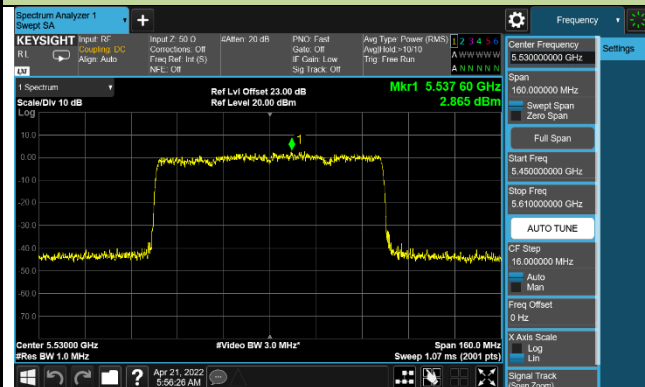 Spectrum Analyzer 1
Swept SA
+
Frequency
KEYSIGHT
RL
LXI
Input: RF
Coupling: DC
Align: Auto
Input Z: 50 Ω
Corrections: Off
Freq Ref: Int (S)
NFE: Off
#Atten: 20 dB
PNO: Fast
Gate: Off
IF Gain: Low
Sig Track: Off
Avg Type: Power (RMS)
Avg|Hold:>10/10
Trig: Free Run
1 2 3 4 5 6
A W W W W W
A N N N N N
1 Spectrum
Scale/Div 10 dB
Log
Ref Lvl Offset 23.00 dB
Ref Level 20.00 dBm
Mkr1 5.537 60 GHz
2.865 dBm
1
10.0
0.00
-10.0
-20.0
-30.0
-40.0
-50.0
-60.0
-70.0
Center 5.53000 GHz
#Res BW 1.0 MHz
#Video BW 3.0 MHz*
Span 160.0 MHz
Sweep 1.07 ms (2001 pts)
?
Apr 21, 2022
5:56:26 AM
Center Frequency
5.530000000 GHz
Settings
Span
160.000000 MHz
Swept Span
Zero Span
Full Span
Start Freq
5.450000000 GHz
Stop Freq
5.610000000 GHz
AUTO TUNE
CF Step
16.000000 MHz
Auto
Man
Freq Offset
0 Hz
X Axis Scale
Log
Lin
Signal Track
(Span Zoom)